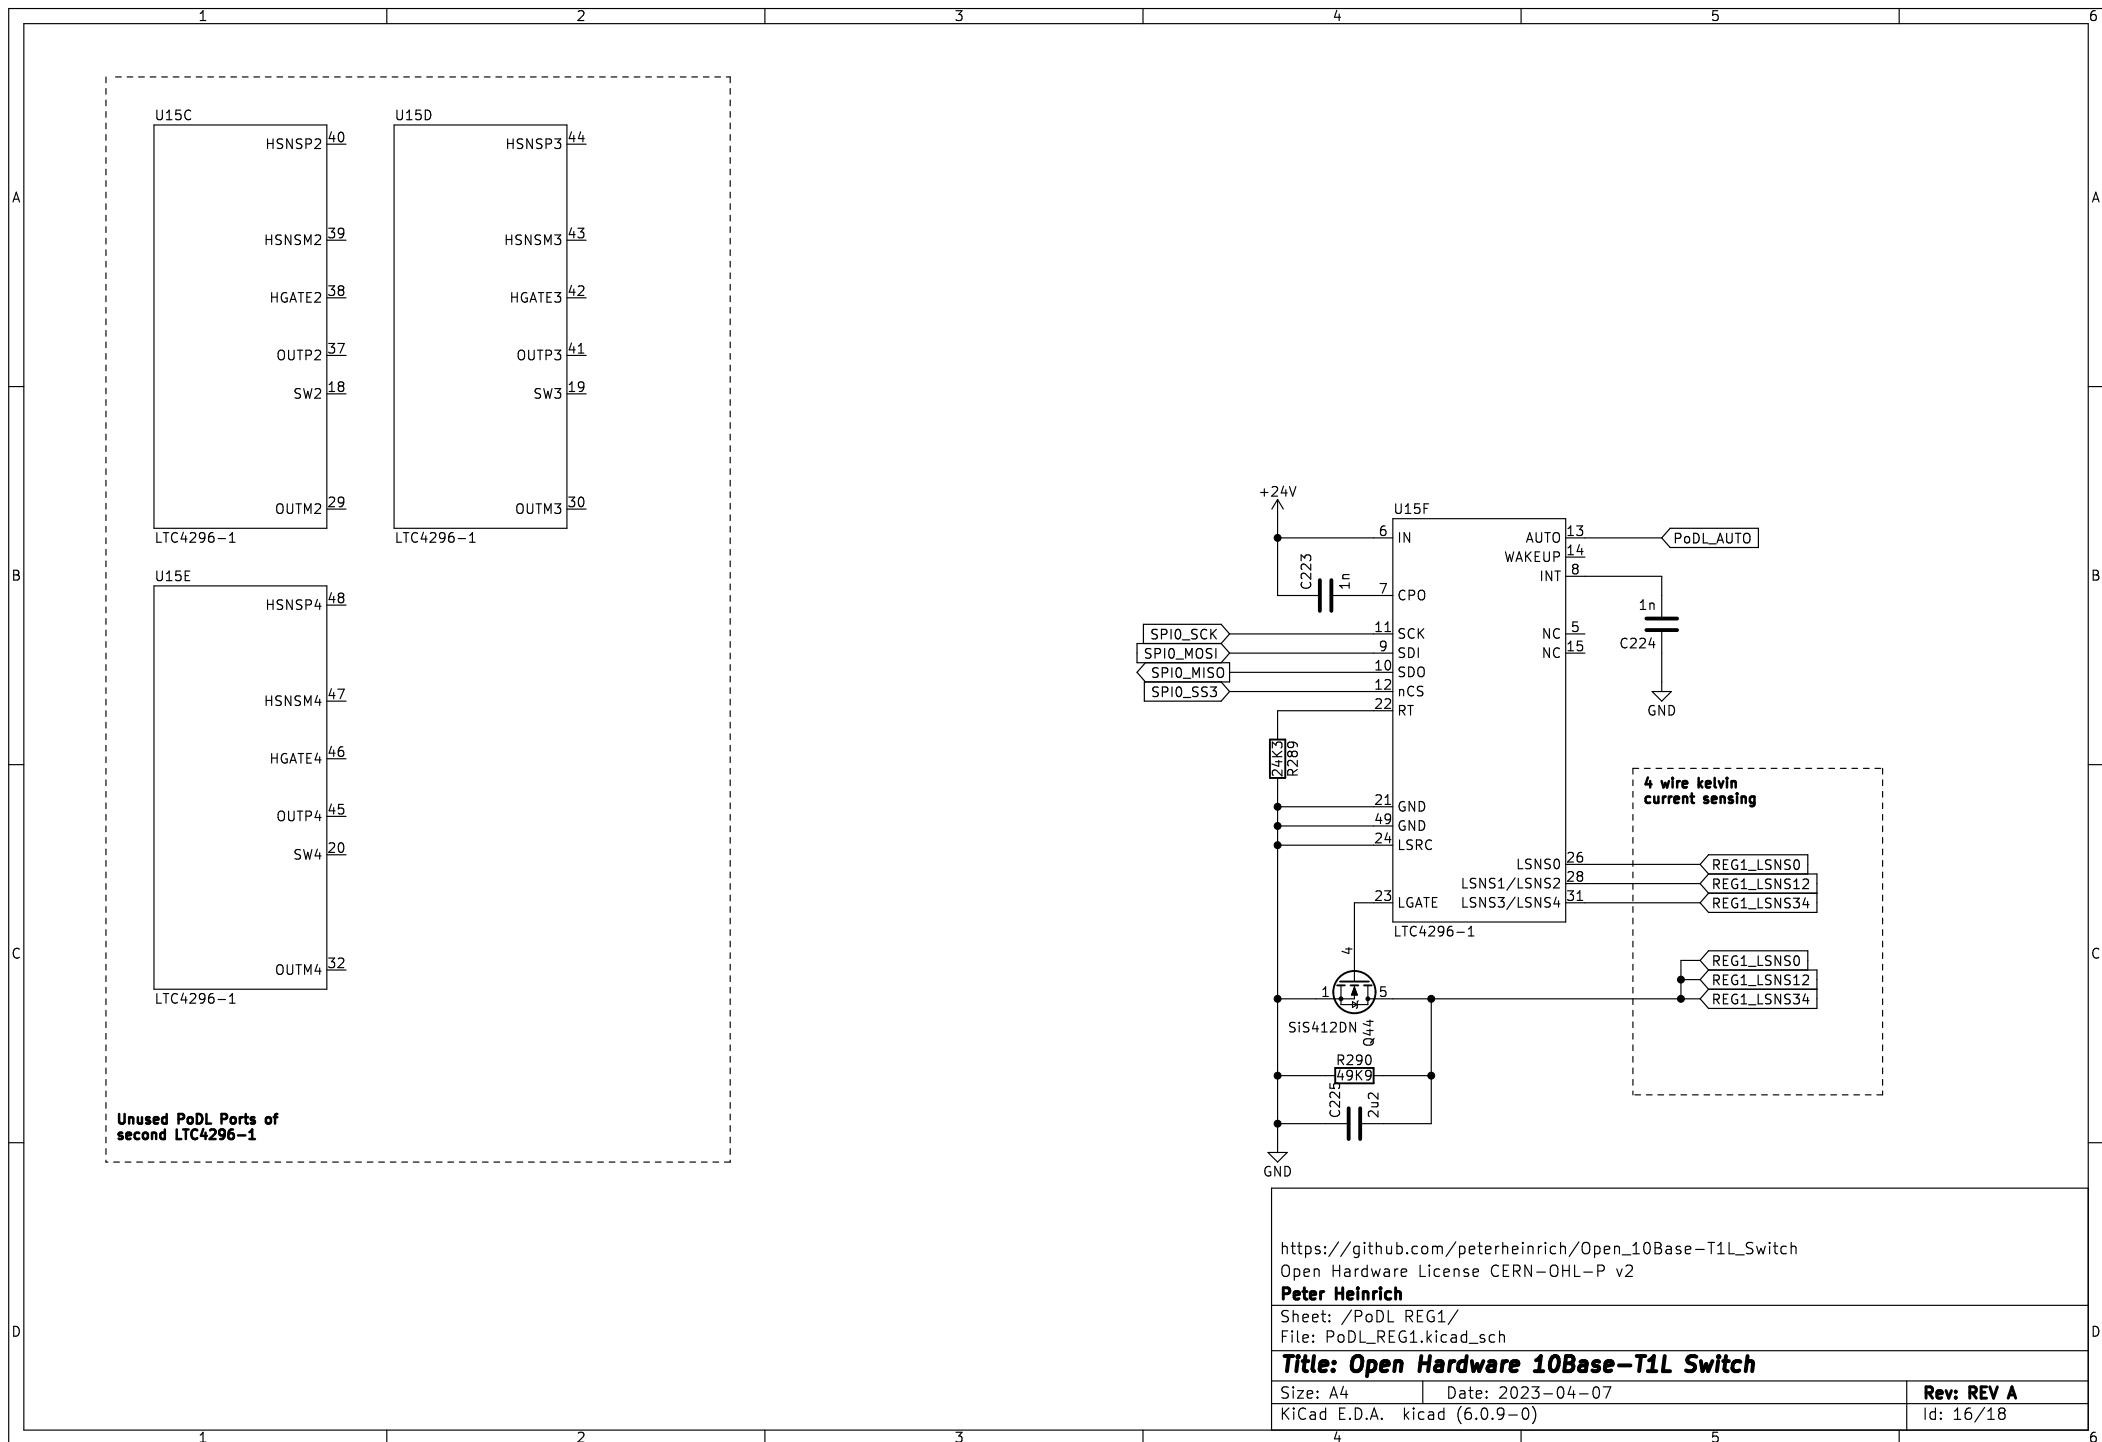 1 2 3 4 5 6
A
B
C
D
U15C
HSNSP2 40
HSNSM2 39
HGATE2 38
OUTP2 37
SW2 18
OUTM2 29
LTC4296-1
U15D
HSNSP3 44
HSNSM3 43
HGATE3 42
OUTP3 41
SW3 19
OUTM3 30
LTC4296-1
U15E
HSNSP4 48
HSNSM4 47
HGATE4 46
OUTP4 45
SW4 20
OUTM4 32
LTC4296-1
Unused PoDL Ports of
second LTC4296-1
+24V
U15F
6 IN
C223
1n
7 CPO
SPI0_SCK 11 SCK
SPI0_MOSI 9 SDI
SPI0_MISO 10 SDO
SPI0_SS3 12 nCS
22 RT
24K3
R289
21 GND
49 GND
24 LSRC
23 LGATE
AUTO 13 PoDL_AUTO
WAKEUP 14
INT 8
1n
C224
GND
NC 5
NC 15
4 wire kelvin
current sensing
LSNS0 26 REG1_LSNS0
LSNS1/LSNS2 28 REG1_LSNS12
LSNS3/LSNS4 31 REG1_LSNS34
LTC4296-1
REG1_LSNS0
REG1_LSNS12
REG1_LSNS34
4
1 5
SiS412DN
Q44
R290
49K9
C225
2u2
GND
https://github.com/peterheinrich/Open_10Base-T1L_Switch
Open Hardware License CERN-OHL-P v2
Peter Heinrich
Sheet: /PoDL REG1/
File: PoDL_REG1.kicad_sch
Title: Open Hardware 10Base-T1L Switch
Size: A4 Date: 2023-04-07 Rev: REV A
KiCad E.D.A. kicad (6.0.9-0) Id: 16/18
A
B
C
D
1 2 3 4 5 6